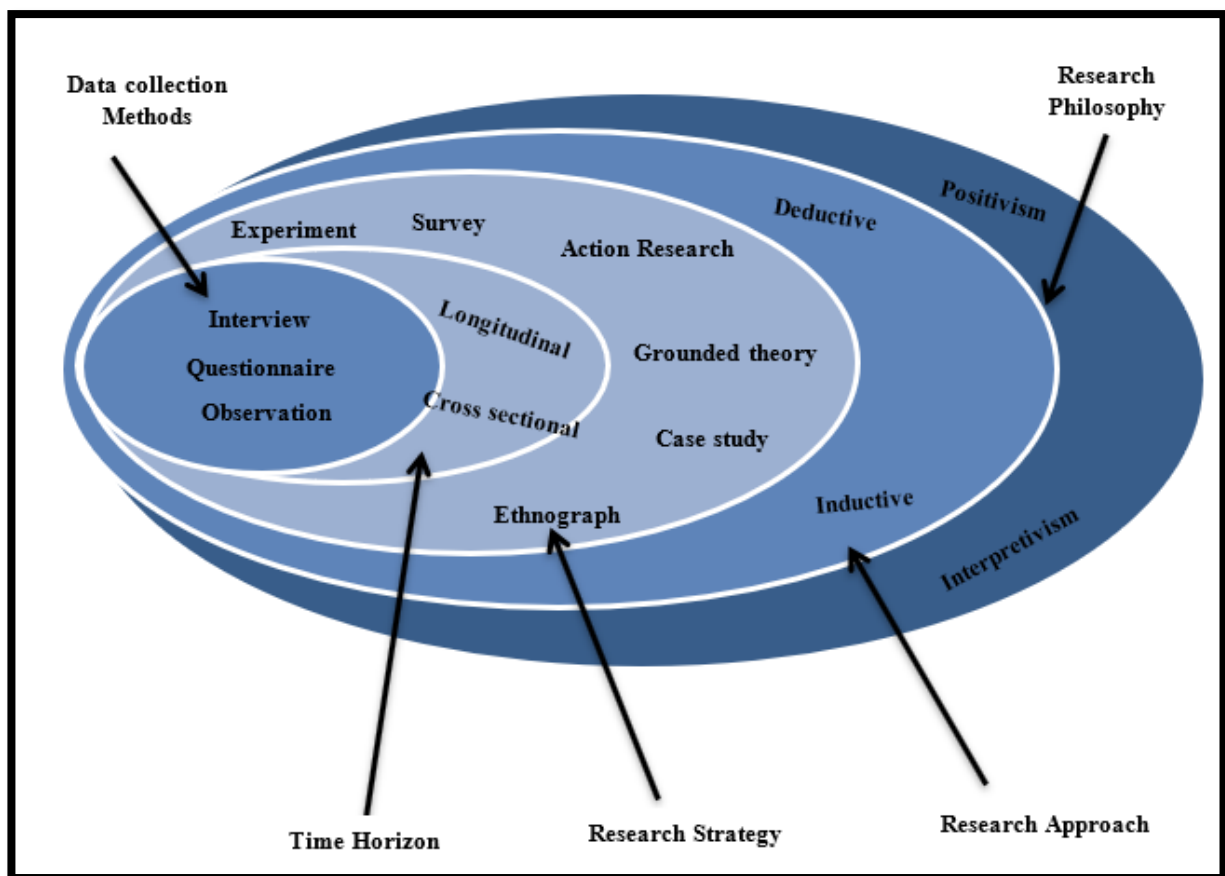 Data collection
Methods
Research
Philosophy
Positivism
Deductive
Survey
Experiment
Action Research
Interview
Longitudinal
Grounded theory
Questionnaire
Observation
Cross sectional
Case study
Inductive
Ethnograph
Interpretivism
Time Horizon
Research Strategy
Research Approach